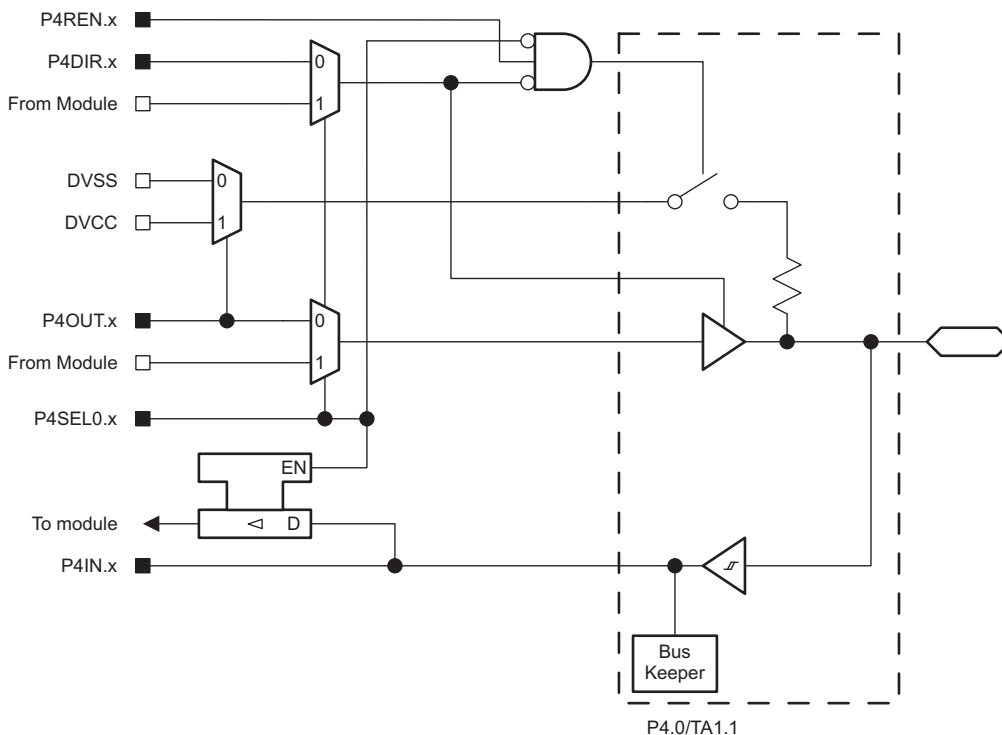 P4REN.x
P4DIR.x
0
From Module
1
DVSS
0
DVCC
1
P4OUT.x
0
From Module
1
P4SEL0.x
EN
To module
D
P4IN.x
Bus
Keeper
P4.0/TA1.1